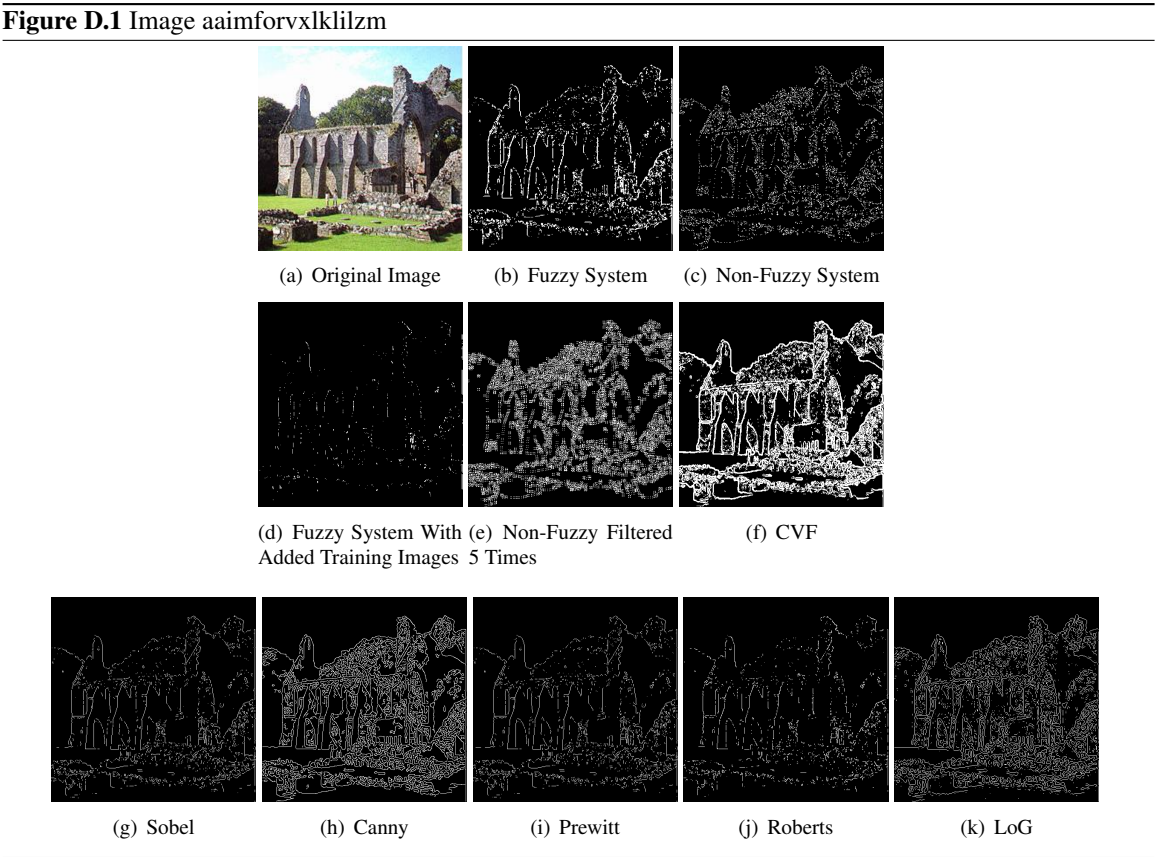 Figure D.1 Image aaimforvxlklilzm
(a) Original Image
(b) Fuzzy System
(c) Non-Fuzzy System
(d) Fuzzy System With
Added Training Images
(e) Non-Fuzzy Filtered
5 Times
(f) CVF
(g) Sobel
(h) Canny
(i) Prewitt
(j) Roberts
(k) LoG